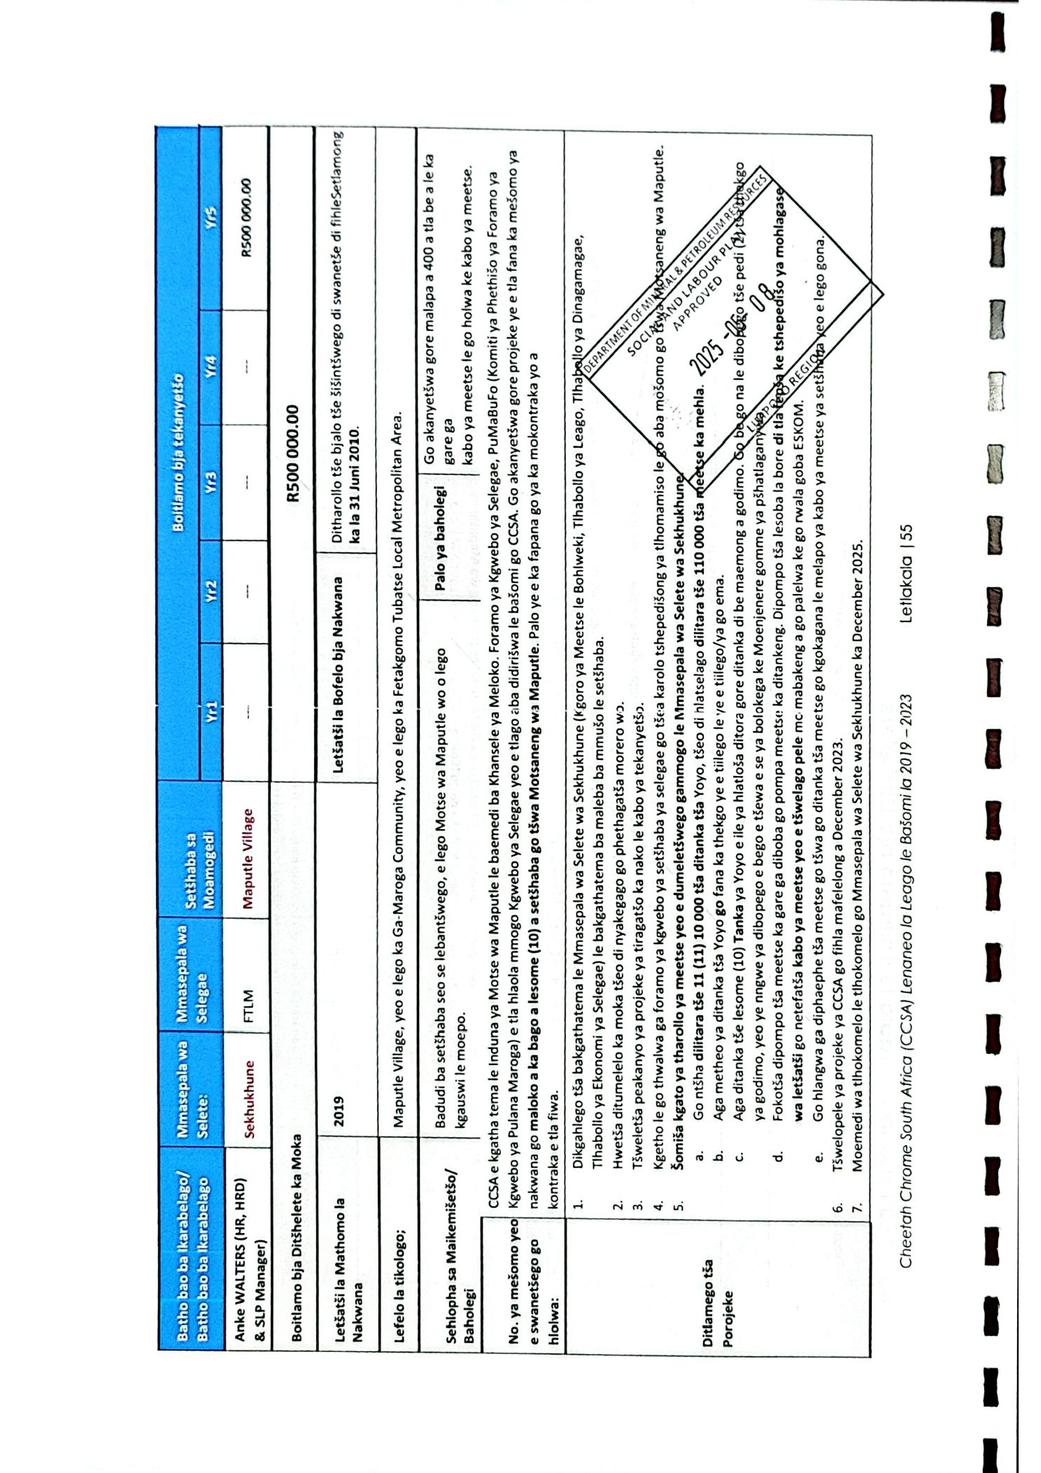 Batho bao ba Ikarabelago/
Batho bao ba Ikarabelago
Mmasepala wa
Selete:
Mmasepala wa
Selegae
Setšhaba sa
Moamogedi
Boitlamo bja tekanyetšo
Yr1 Yr2 Yr3 Yr4 Yr5
Anke WALTERS (HR, HRD)
& SLP Manager)
Sekhukhune
FTLM
Maputle Village
--- --- --- --- R500 000.00
Boitlamo bja Ditšhelete ka Moka
R500 000.00
Letšatši la Mathomo la
Nakwana
2019
Letšatši la Bofelo bja Nakwana
Ditharollo tše bjalo tše šišintšwego di swanetše di fihleSetlamong
ka la 31 Juni 2010.
Lefelo la tikologo;
Maputle Village, yeo e lego ka Ga-Maroga Community, yeo e lego ka Fetakgomo Tubatse Local Metropolitan Area.
Sehlopha sa Maikemišetšo/
Baholegi
Badudi ba setšhaba seo se lebantšwego, e lego Motse wa Maputle wo o lego
kgauswi le moepo.
Palo ya baholegi
Go akanyetšwa gore malapa a 400 a tla be a le ka
gare ga
kabo ya meetse le go holwa ke kabo ya meetse.
No. ya mešomo yeo
e swanetšego go
hlolwa:
CCSA e kgatha tema le Induna ya Motse wa Maputle le baemedi ba Khansele ya Meloko. Foramo ya Kgwebo ya Selegae, PuMaBuFo (Komiti ya Phethišo ya Foramo ya
Kgwebo ya Pulana Maroga) e tla hlaola mmogo Kgwebo ya Selegae yeo e tlago aba didirišwa le bašomi go CCSA. Go akanyetšwa gore projeke ye e tla fana ka mešomo ya
nakwana go maloko a ka bago a lesome (10) a setšhaba go tšwa Motsaneng wa Maputle. Palo ye e ka fapana go ya ka mokontraka yo a
kontraka e tla fiwa.
Ditlamego tša
Porojeke
1. Dikgahlego tša bakgathatema le Mmasepala wa Selete wa Sekhukhune (Kgoro ya Meetse le Bohlweki, Tlhabollo ya Leago, Tlhabollo ya Dinagamagae,
Tlhabollo ya Ekonomi ya Selegae) le bakgathatema ba maleba ba mmušo le setšhaba.
2. Hwetša ditumelelo ka moka tšeo di nyakegago go phethagatša morero wo.
3. Tšweletša peakanyo ya projeke ya tiragatšo ka nako le kabo ya tekanyetšo.
4. Kgetho le go thwalwa ga foramo ya kgwebo ya setšhaba ya selegae go tšea karolo tshepedišong ya tlhomamiso le go aba mošomo go tšwa Motsaneng wa Maputle.
5. Šomiša kgato ya tharollo ya meetse yeo e dumeletšwego gammogo le Mmasepala wa Selete wa Sekhukhune.
a. Go ntšha dilitara tše 11 (11) 10 000 tša ditanka tša Yoyo, tšeo di hlatselago dilitara tše 110 000 tša meetse ka mehla.
b. Aga metheo ya ditanka tša Yoyo go fana ka thekgo ye e tiilego le ye e tiilego/ya go ema.
c. Aga ditanka tše lesome (10) Tanka ya Yoyo e ile ya hlatloša ditora gore ditanka di be maemong a godimo. Go be go na le dibopego tše pedi (2) tša thekgo
ya godimo, yeo ye nngwe ya dibopego e bego e tšewa e se ya bolokega ke Moenjenere gomme ya pšhatlaganywa.
d. Fokotša dipompo tša meetse ka gare ga diboba go pompa meetse ka ditankeng. Dipompo tša lesoba la bore di tla fepša ke tshepedišo ya mohlagase
wa letšatši go netefatša kabo ya meetse yeo e tšwelago pele mo mabakeng a go palelwa ke go rwala goba ESKOM.
e. Go hlangwa ga diphaephe tša meetse go tšwa go ditanka tša meetse go kgokagana le melapo ya kabo ya meetse ya setšhaba yeo e lego gona.
6. Tšwelopele ya projeke ya CCSA go fihla mafelelong a December 2023.
7. Moemedi wa tlhokomelo le tlhokomelo go Mmasepala wa Selete wa Sekhukhune ka December 2025.
DEPARTMENT OF MINERAL & PETROLEUM RESOURCES
SOCIAL AND LABOUR PLAN
APPROVED
2025 -05- 08
LIMPOPO REGION
Cheetah Chrome South Africa (CCSA) Lenaneo la Leago le Bašomi la 2019 – 2023 Letlakala | 55